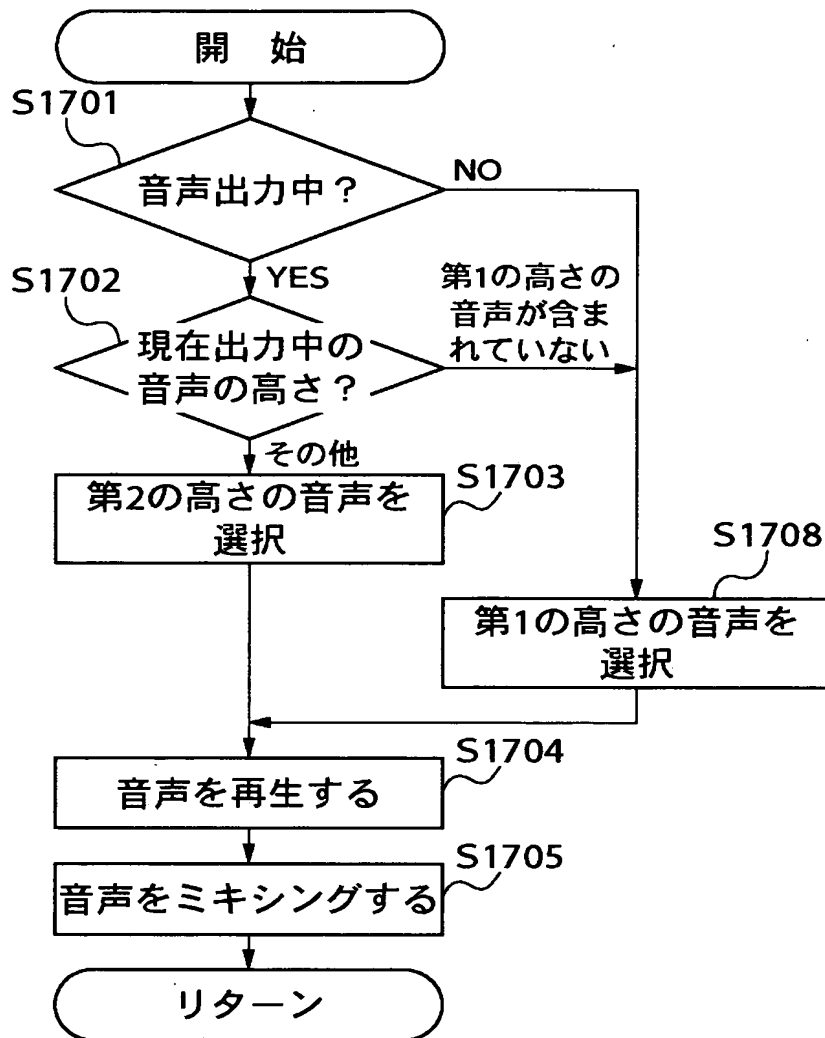 開　始
S1701
音声出力中？
NO
YES
S1702
第1の高さの
音声が含ま
れていない
現在出力中の
音声の高さ？
その他
S1703
第2の高さの音声を
選択
S1708
第1の高さの音声を
選択
S1704
音声を再生する
S1705
音声をミキシングする
リターン